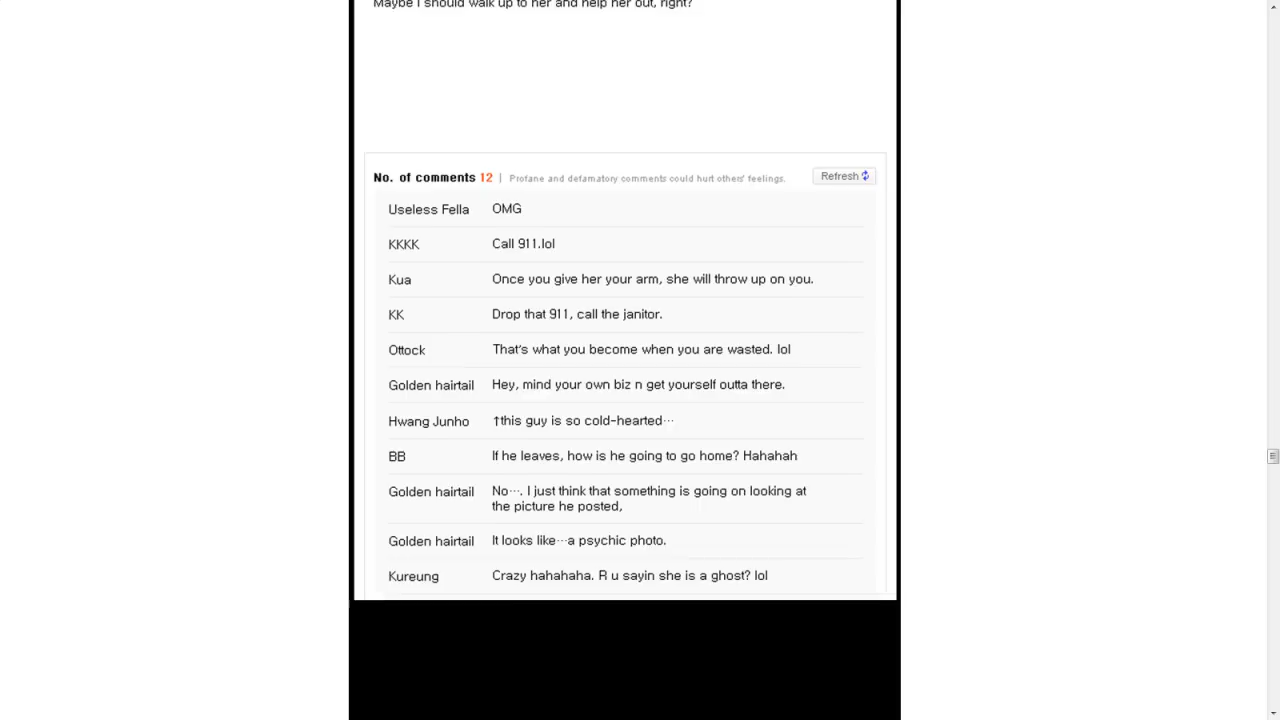 Maybe I should walk up to her and help her out, right?
No. of comments 12 | Profane and defamatory comments could hurt others' feelings. Refresh
Useless Fella OMG
KKKK Call 911.lol
Kua Once you give her your arm, she will throw up on you.
KK Drop that 911, call the janitor.
Ottock That's what you become when you are wasted. lol
Golden hairtail Hey, mind your own biz n get yourself outta there.
Hwang Junho ↑this guy is so cold-hearted⋯
BB If he leaves, how is he going to go home? Hahahah
Golden hairtail No⋯. I just think that something is going on looking at
the picture he posted,
Golden hairtail It looks like⋯a psychic photo.
Kureung Crazy hahahaha. R u sayin she is a ghost? lol